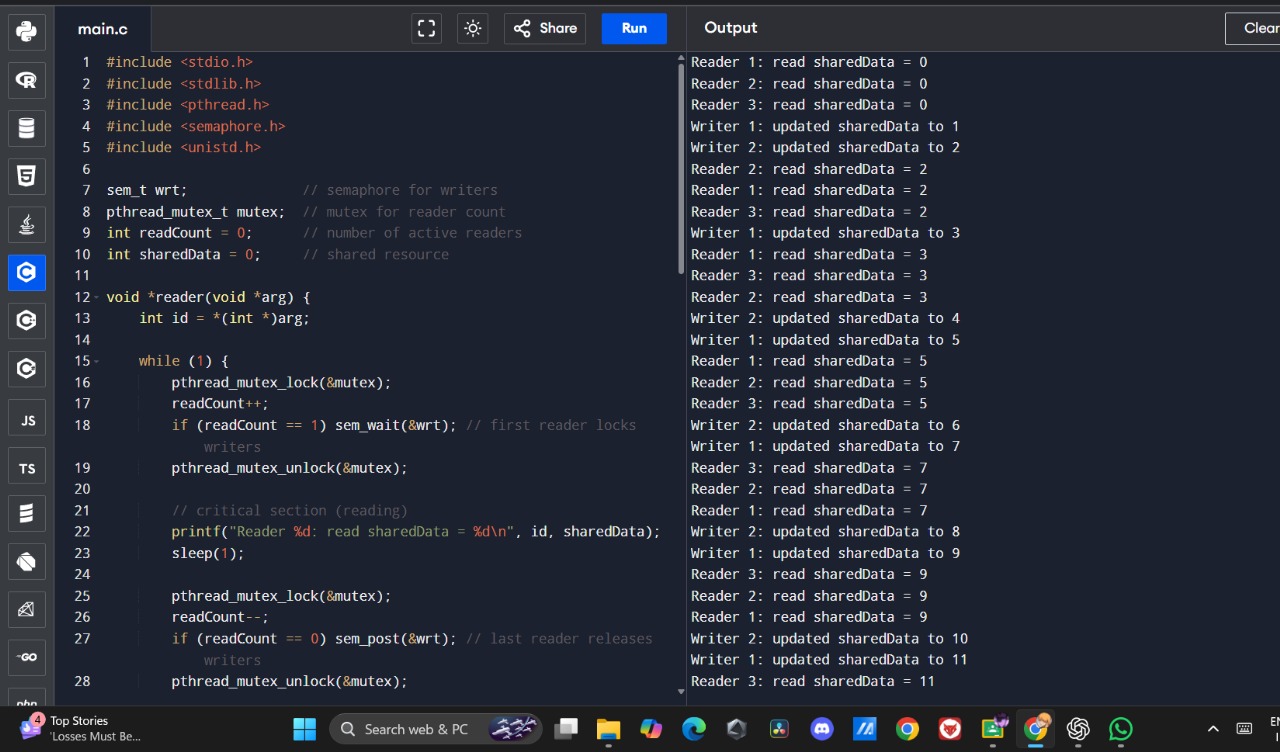 main.c
Share
Run
Output
Clear
1 #include <stdio.h>
2 #include <stdlib.h>
3 #include <pthread.h>
4 #include <semaphore.h>
5 #include <unistd.h>
6
7 sem_t wrt; // semaphore for writers
8 pthread_mutex_t mutex; // mutex for reader count
9 int readCount = 0; // number of active readers
10 int sharedData = 0; // shared resource
11
12 void *reader(void *arg) {
13 int id = *(int *)arg;
14
15 while (1) {
16 pthread_mutex_lock(&mutex);
17 readCount++;
18 if (readCount == 1) sem_wait(&wrt); // first reader locks
writers
19 pthread_mutex_unlock(&mutex);
20
21 // critical section (reading)
22 printf("Reader %d: read sharedData = %d\n", id, sharedData);
23 sleep(1);
24
25 pthread_mutex_lock(&mutex);
26 readCount--;
27 if (readCount == 0) sem_post(&wrt); // last reader releases
writers
28 pthread_mutex_unlock(&mutex);
Reader 1: read sharedData = 0
Reader 2: read sharedData = 0
Reader 3: read sharedData = 0
Writer 1: updated sharedData to 1
Writer 2: updated sharedData to 2
Reader 2: read sharedData = 2
Reader 1: read sharedData = 2
Reader 3: read sharedData = 2
Writer 1: updated sharedData to 3
Reader 1: read sharedData = 3
Reader 3: read sharedData = 3
Reader 2: read sharedData = 3
Writer 2: updated sharedData to 4
Writer 1: updated sharedData to 5
Reader 1: read sharedData = 5
Reader 2: read sharedData = 5
Reader 3: read sharedData = 5
Writer 2: updated sharedData to 6
Writer 1: updated sharedData to 7
Reader 3: read sharedData = 7
Reader 2: read sharedData = 7
Reader 1: read sharedData = 7
Writer 2: updated sharedData to 8
Writer 1: updated sharedData to 9
Reader 3: read sharedData = 9
Reader 2: read sharedData = 9
Reader 1: read sharedData = 9
Writer 2: updated sharedData to 10
Writer 1: updated sharedData to 11
Reader 3: read sharedData = 11
JS
TS
GO
php
4
Top Stories
'Losses Must Be...
Search web & PC